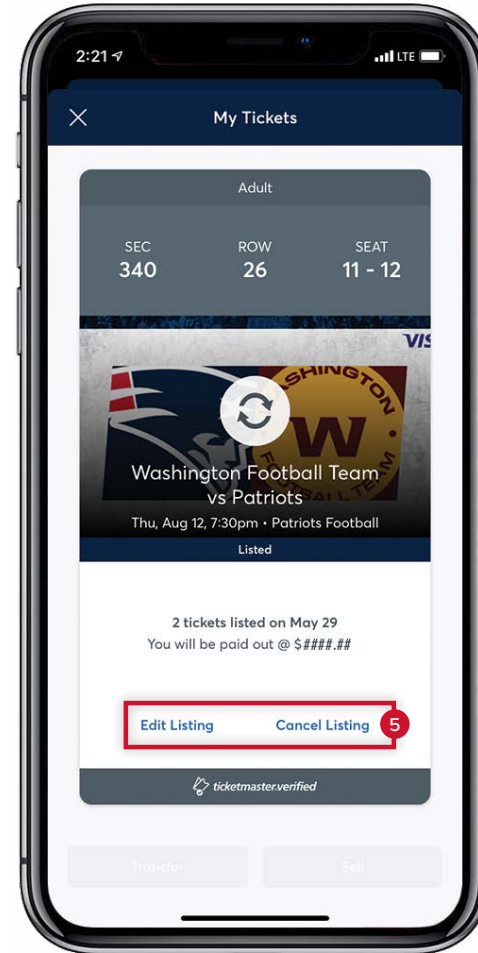 2:21 LTE
My Tickets
Adult
SEC ROW SEAT
340 26 11 - 12
WASHINGTON
W
FOOTBALL TEAM
Washington Football Team
vs Patriots
Thu, Aug 12, 7:30pm • Patriots Football
Listed
2 tickets listed on May 29
You will be paid out @ $####.##
Edit Listing Cancel Listing 5
ticketmaster.verified
Transfer Sell